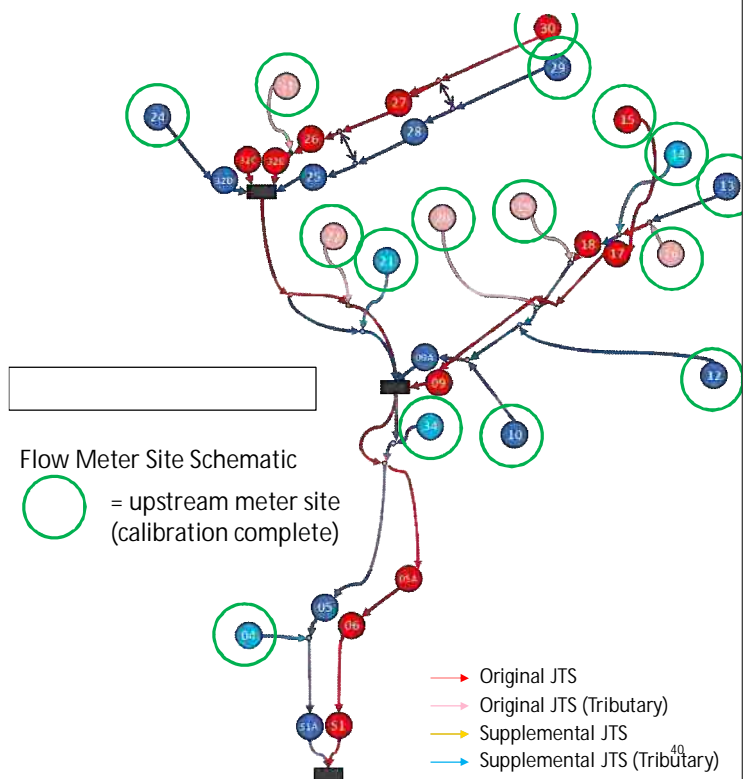 30
29
24
27
26
28
15
14
32C
32D
25
13
20
21
18
17
09A
09
12
34
10
Flow Meter Site Schematic
= upstream meter site
(calibration complete)
05A
05
06
04
51A
51
Original JTS
Original JTS (Tributary)
Supplemental JTS
Supplemental JTS (Tributary)
40